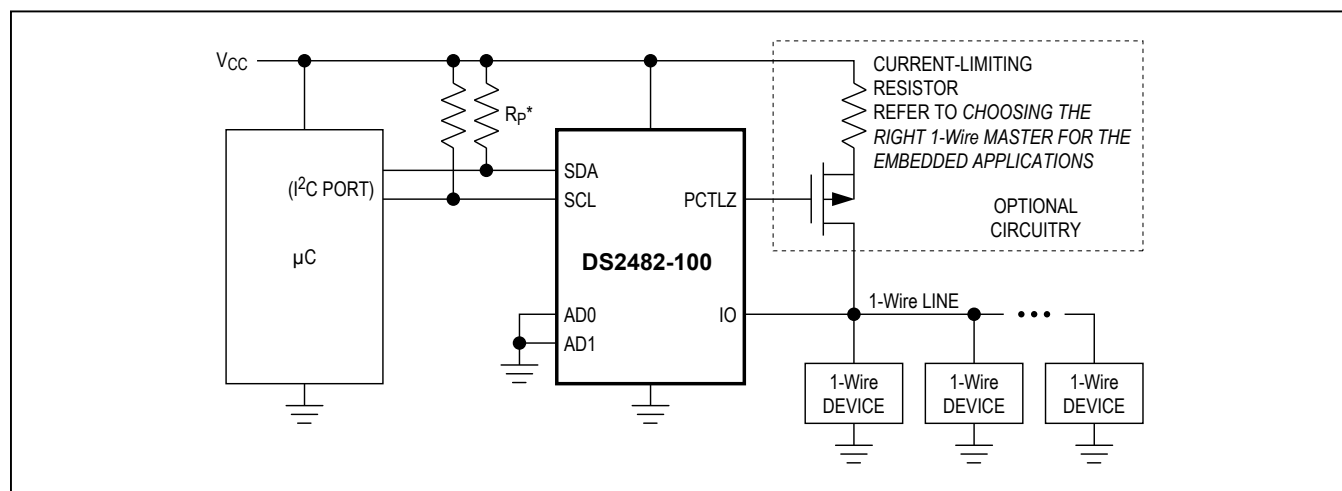 VCC
RP*
CURRENT-LIMITING
RESISTOR
REFER TO CHOOSING THE
RIGHT 1-Wire MASTER FOR THE
EMBEDDED APPLICATIONS
OPTIONAL
CIRCUITRY
(I²C PORT)
µC
SDA
SCL
PCTLZ
DS2482-100
AD0
AD1
IO
1-Wire LINE
1-Wire
DEVICE
1-Wire
DEVICE
1-Wire
DEVICE